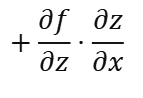 + ∂f/∂z · ∂z/∂x